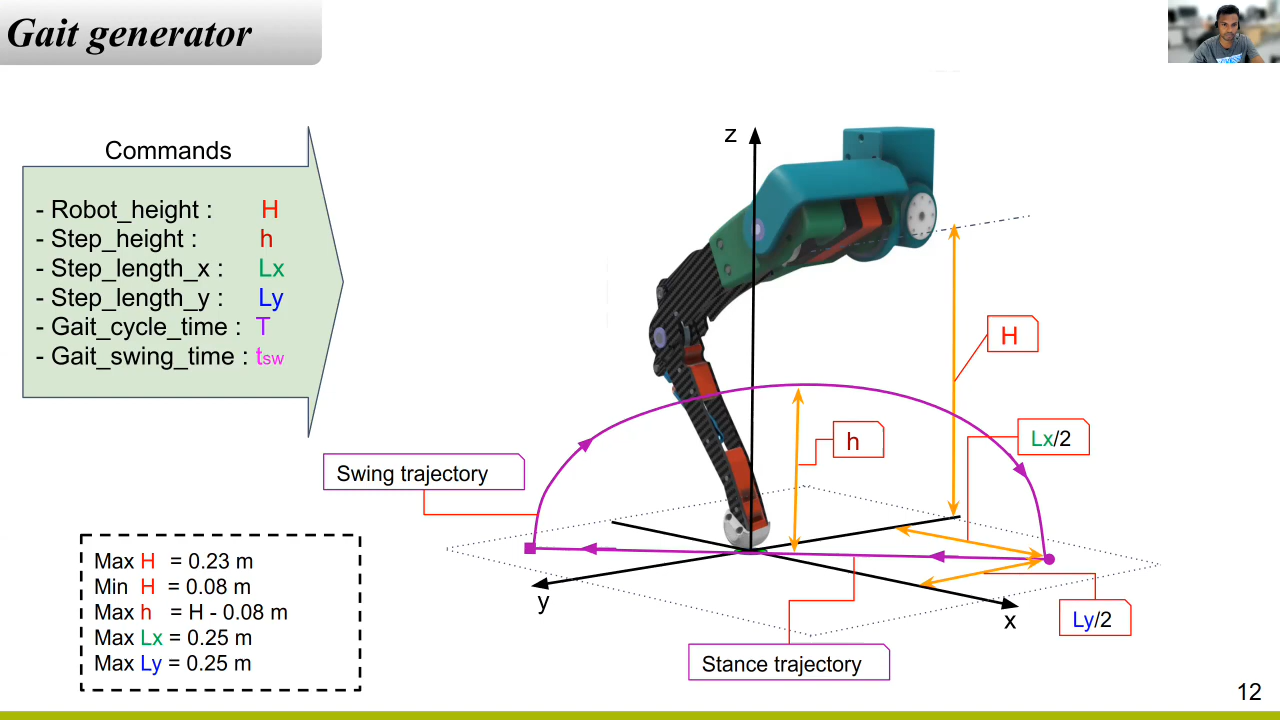 Gait generator
Commands
- Robot_height : H
- Step_height : h
- Step_length_x : Lx
- Step_length_y : Ly
- Gait_cycle_time : T
- Gait_swing_time : tsw
z
H
Lx/2
h
Swing trajectory
Max H = 0.23 m
Min H = 0.08 m
Max h = H - 0.08 m
Max Lx = 0.25 m
Max Ly = 0.25 m
y
x
Ly/2
Stance trajectory
12